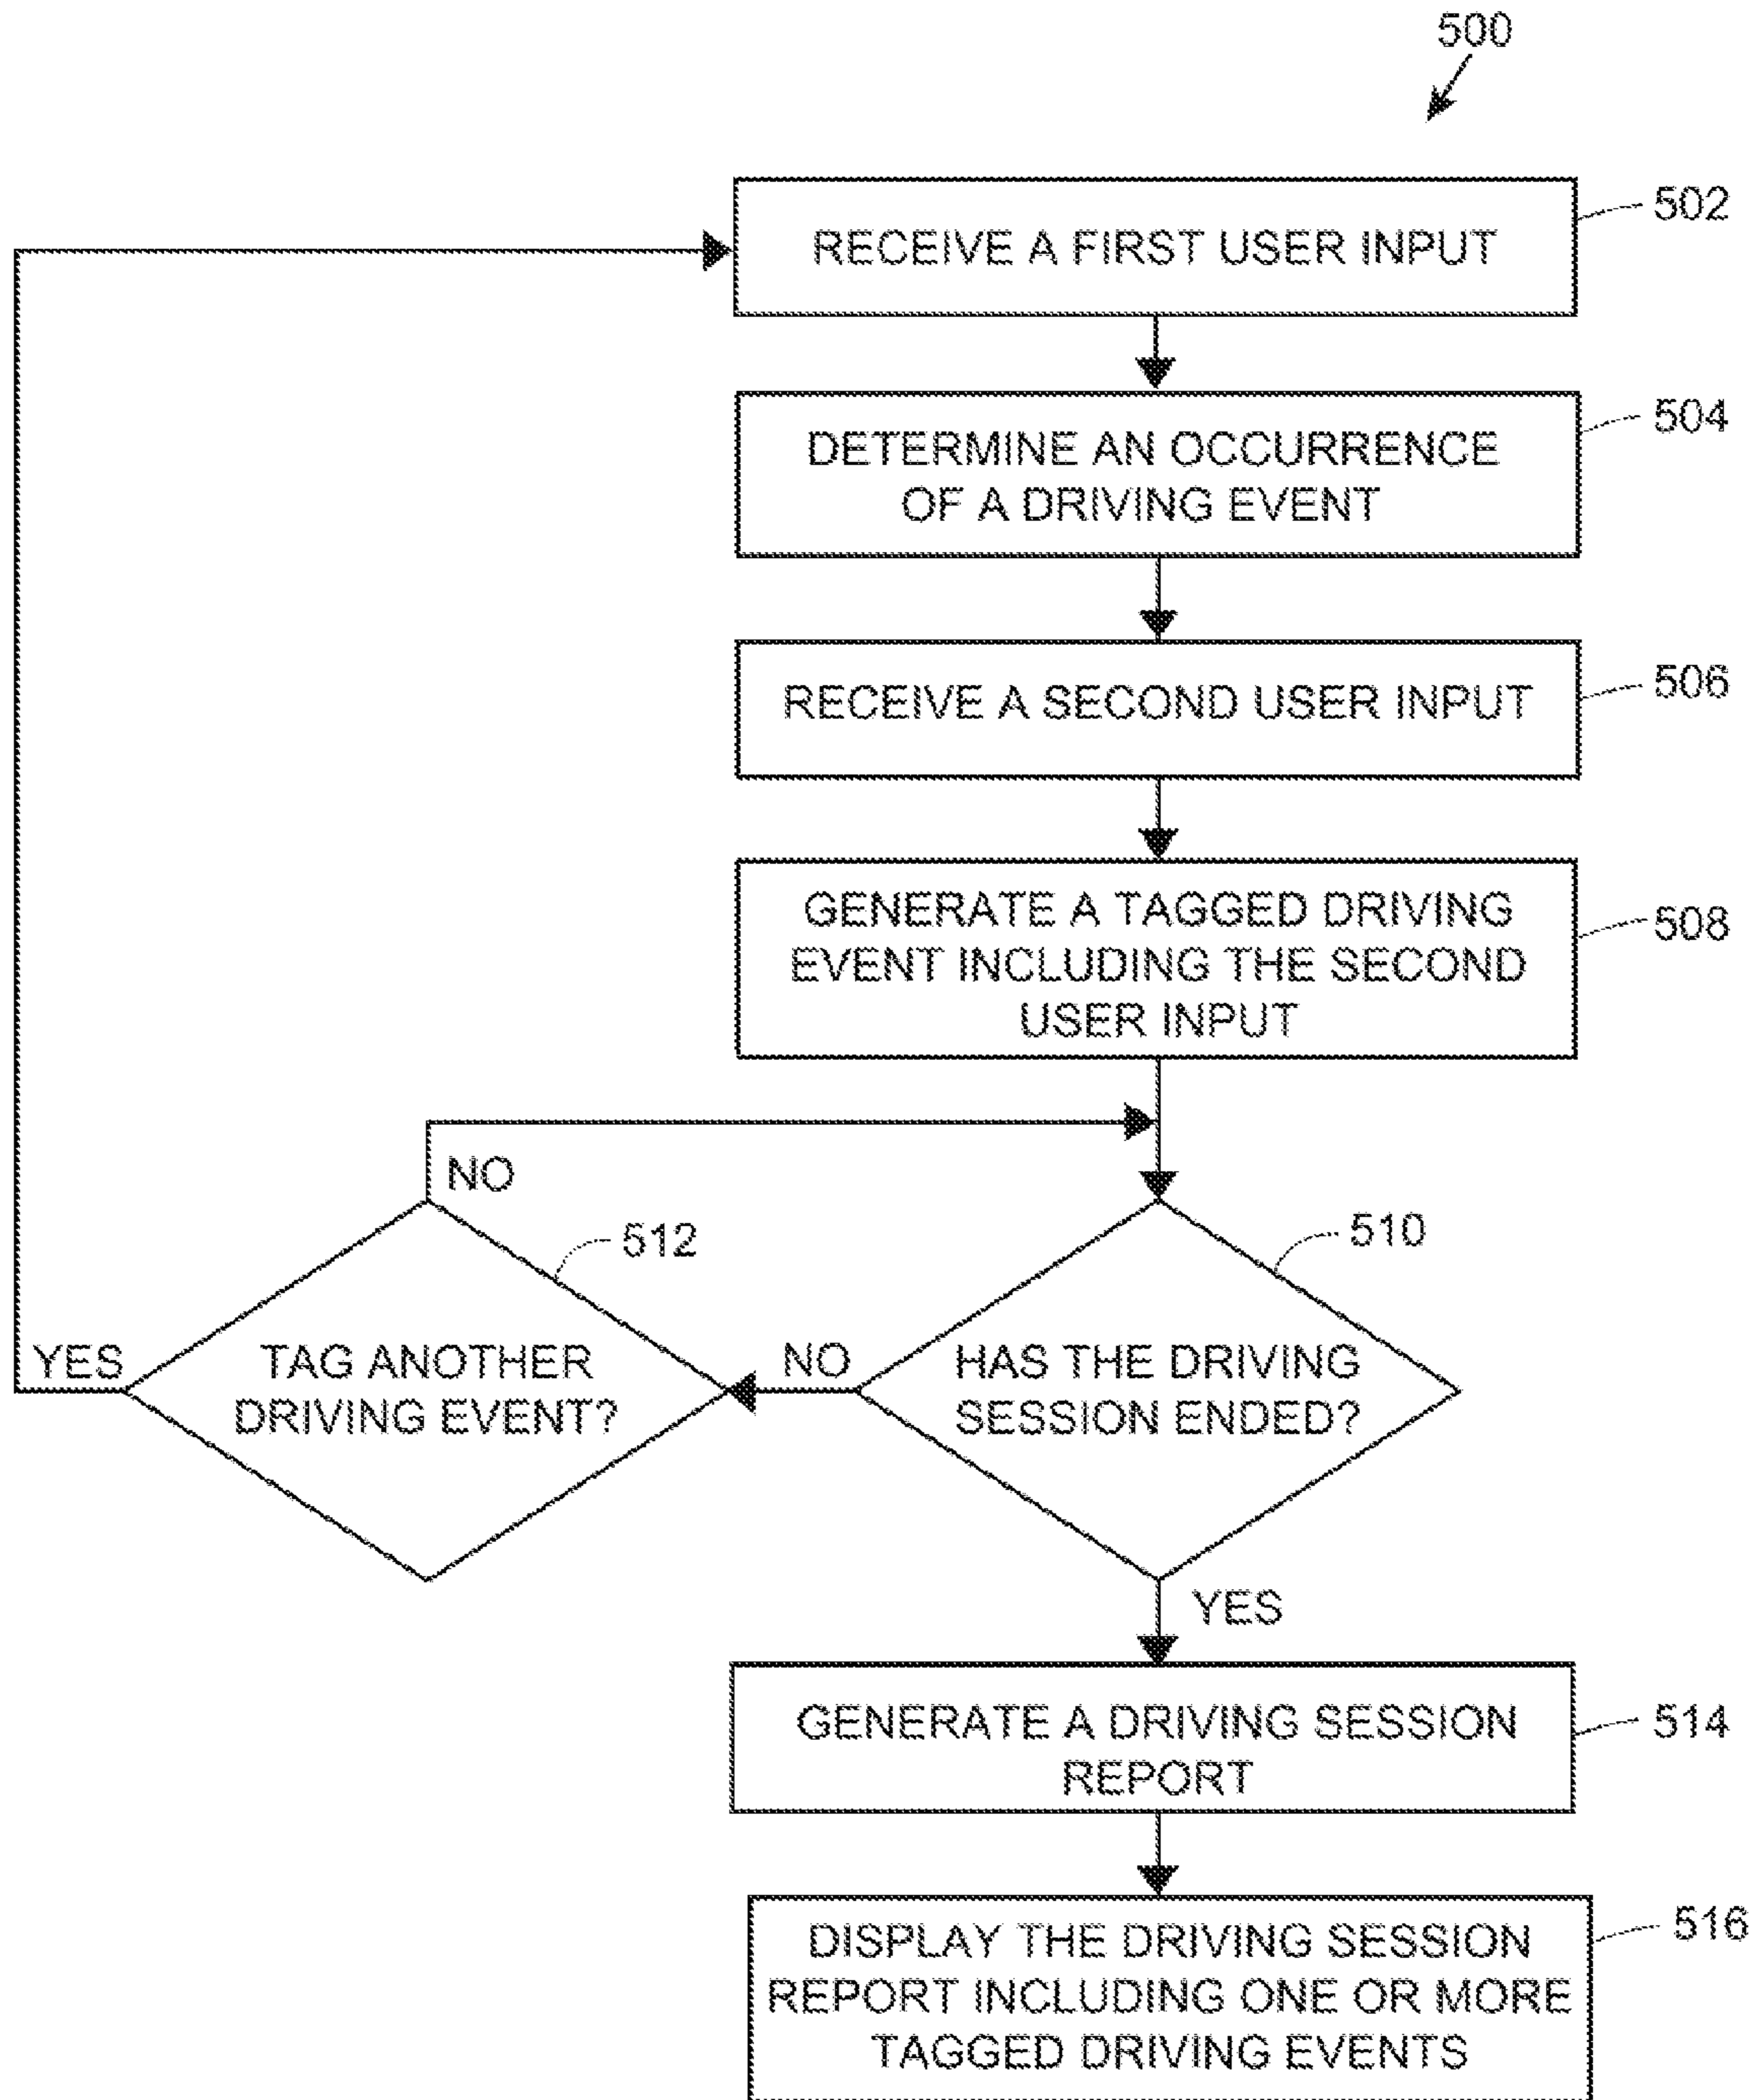 500
RECEIVE A FIRST USER INPUT
502
DETERMINE AN OCCURRENCE
OF A DRIVING EVENT
504
RECEIVE A SECOND USER INPUT
506
GENERATE A TAGGED DRIVING
EVENT INCLUDING THE SECOND
USER INPUT
508
NO
512
510
YES
TAG ANOTHER
DRIVING EVENT?
NO
HAS THE DRIVING
SESSION ENDED?
YES
GENERATE A DRIVING SESSION
REPORT
514
DISPLAY THE DRIVING SESSION
REPORT INCLUDING ONE OR MORE
TAGGED DRIVING EVENTS
516